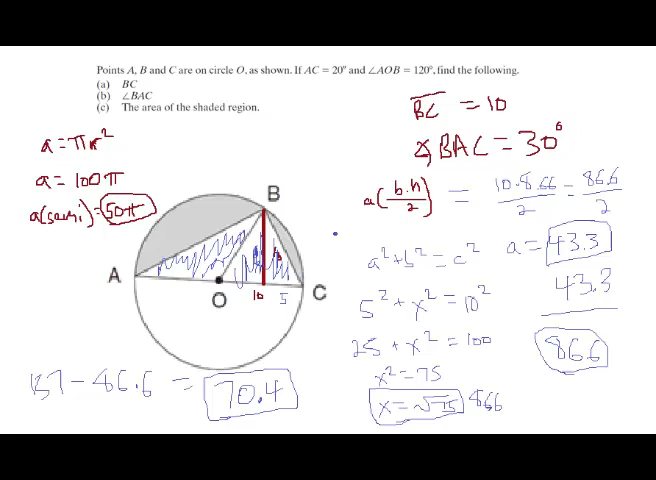 Points A, B and C are on circle O, as shown. If AC = 20" and ∠AOB = 120°, find the following.
(a) BC
(b) ∠BAC
(c) The area of the shaded region.
BC = 10
∡BAC = 30°
a = πr²
a = 100π
a(semi) = 50π
a(b.h/2) = 10.8.66/2 = 86.6/2
a = 43.3
43.3
86.6
a² + b² = c²
5² + x² = 10²
25 + x² = 100
x² = 75
x = √75 866
B
A
O
C
10
5
157 - 86.6 = 70.4